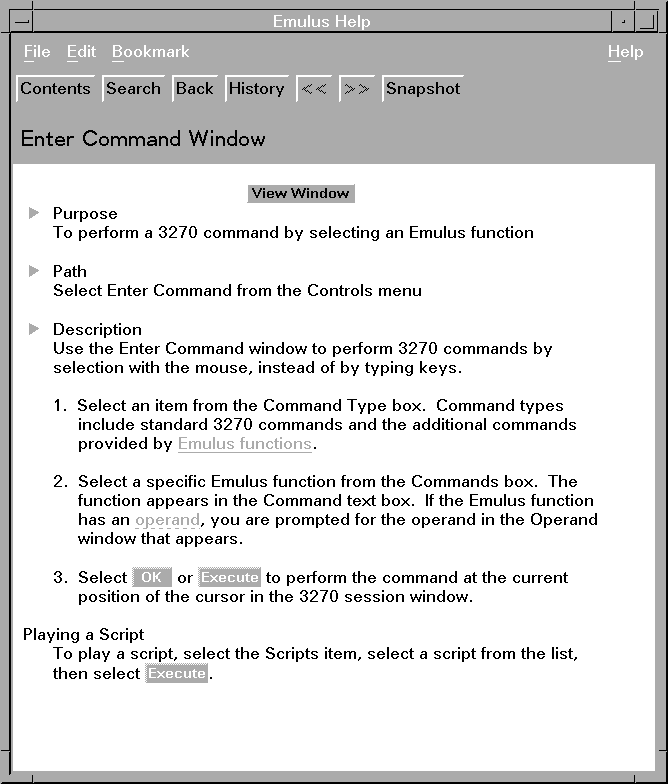 Emulus Help
File Edit Bookmark Help
Contents Search Back History << >> Snapshot
Enter Command Window
View Window
Purpose
To perform a 3270 command by selecting an Emulus function
Path
Select Enter Command from the Controls menu
Description
Use the Enter Command window to perform 3270 commands by
selection with the mouse, instead of by typing keys.
1. Select an item from the Command Type box. Command types
include standard 3270 commands and the additional commands
provided by Emulus functions.
2. Select a specific Emulus function from the Commands box. The
function appears in the Command text box. If the Emulus function
has an operand, you are prompted for the operand in the Operand
window that appears.
3. Select OK or Execute to perform the command at the current
position of the cursor in the 3270 session window.
Playing a Script
To play a script, select the Scripts item, select a script from the list,
then select Execute.